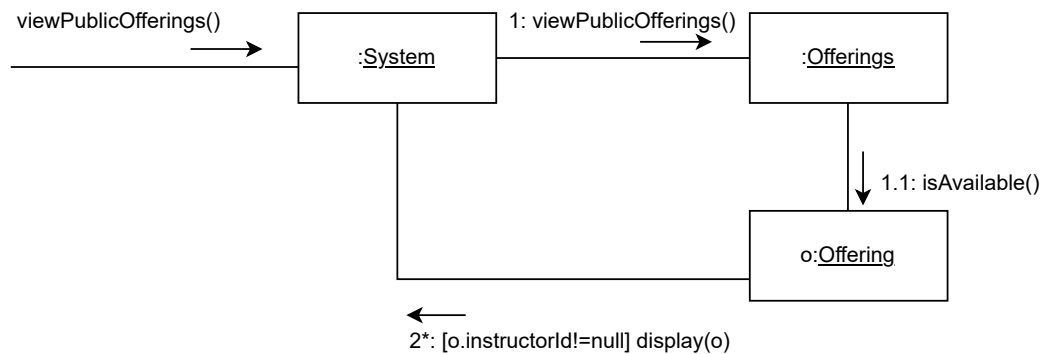 viewPublicOfferings()
1: viewPublicOfferings()
:System
:Offerings
1.1: isAvailable()
o:Offering
2*: [o.instructorId!=null] display(o)